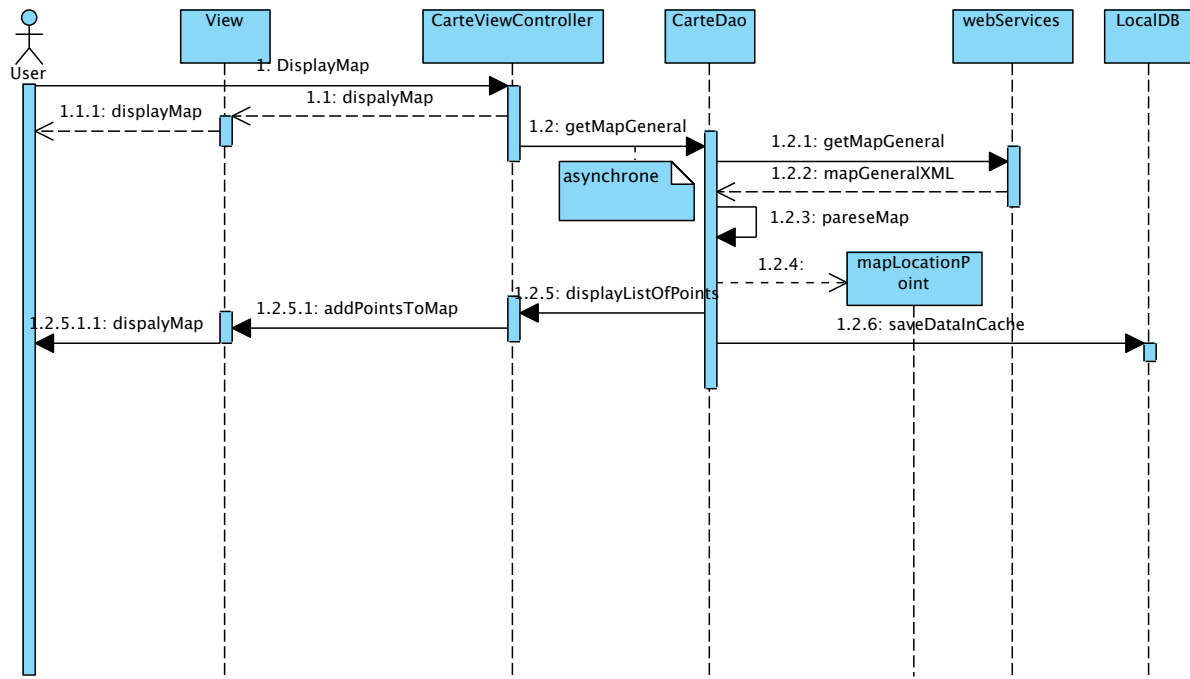 View
CarteViewController
CarteDao
webServices
LocalDB
User
1: DisplayMap
1.1: dispalyMap
1.1.1: displayMap
1.2: getMapGeneral
1.2.1: getMapGeneral
asynchrone
1.2.2: mapGeneralXML
1.2.3: pareseMap
1.2.4:
mapLocationP
oint
1.2.5: displayListOfPoints
1.2.5.1: addPointsToMap
1.2.5.1.1: dispalyMap
1.2.6: saveDataInCache